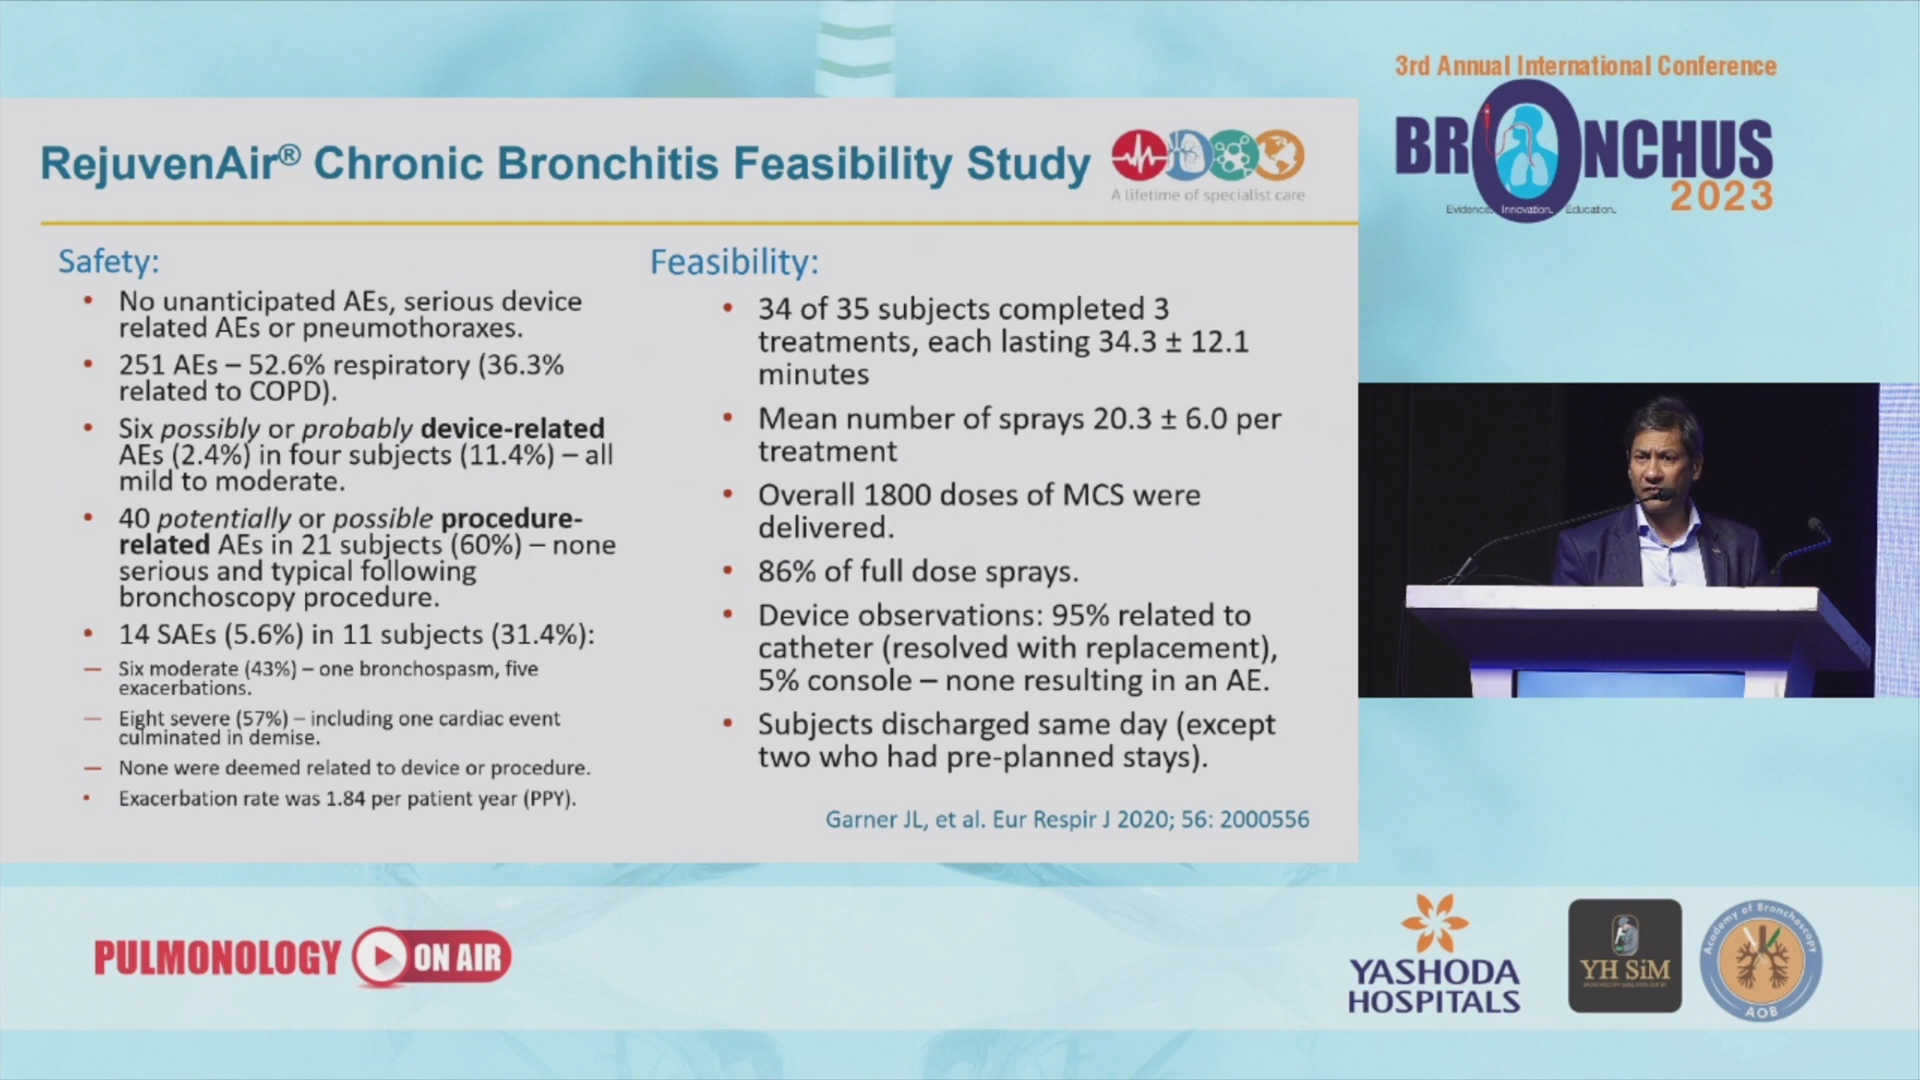 3rd Annual International Conference
BRONCHUS
2023
Evidence. Innovation. Education.
RejuvenAir® Chronic Bronchitis Feasibility Study
A lifetime of specialist care
Safety:
• No unanticipated AEs, serious device
related AEs or pneumothoraxes.
• 251 AEs – 52.6% respiratory (36.3%
related to COPD).
• Six possibly or probably device-related
AEs (2.4%) in four subjects (11.4%) – all
mild to moderate.
• 40 potentially or possible procedure-
related AEs in 21 subjects (60%) – none
serious and typical following
bronchoscopy procedure.
• 14 SAEs (5.6%) in 11 subjects (31.4%):
— Six moderate (43%) – one bronchospasm, five
exacerbations.
— Eight severe (57%) – including one cardiac event
culminated in demise.
— None were deemed related to device or procedure.
• Exacerbation rate was 1.84 per patient year (PPY).
Feasibility:
• 34 of 35 subjects completed 3
treatments, each lasting 34.3 ± 12.1
minutes
• Mean number of sprays 20.3 ± 6.0 per
treatment
• Overall 1800 doses of MCS were
delivered.
• 86% of full dose sprays.
• Device observations: 95% related to
catheter (resolved with replacement),
5% console – none resulting in an AE.
• Subjects discharged same day (except
two who had pre-planned stays).
Garner JL, et al. Eur Respir J 2020; 56: 2000556
PULMONOLOGY ON AIR
YASHODA
HOSPITALS
YH SiM
Academy of Bronchoscopy
AOB